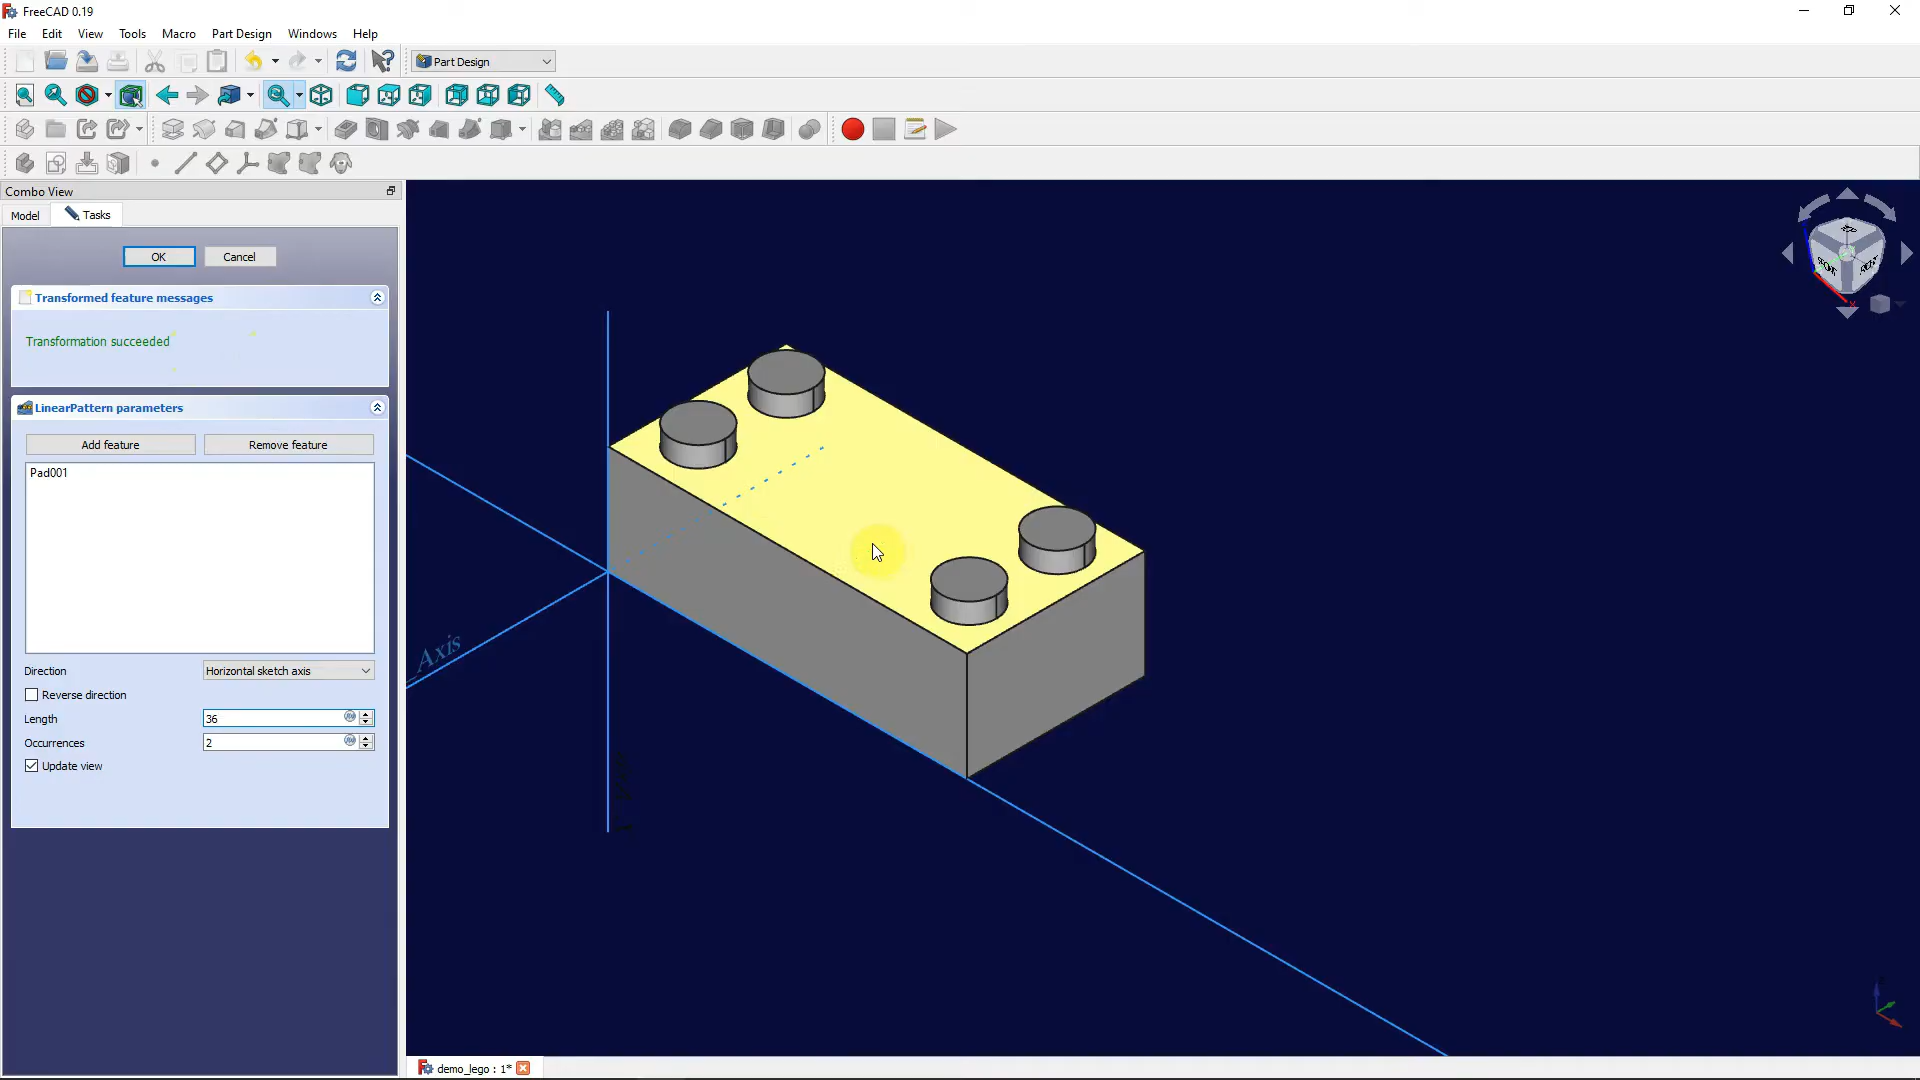 FreeCAD 0.19
File Edit View Tools Macro Part Design Windows Help
Part Design
Combo View
Model Tasks
OK Cancel
Transformed feature messages
Transformation succeeded
LinearPattern parameters
Add feature Remove feature
Pad001
Direction Horizontal sketch axis
Reverse direction
Length 36
Occurrences 2
Update view
Axis
FRONT
RIGHT
X
demo_lego : 1*